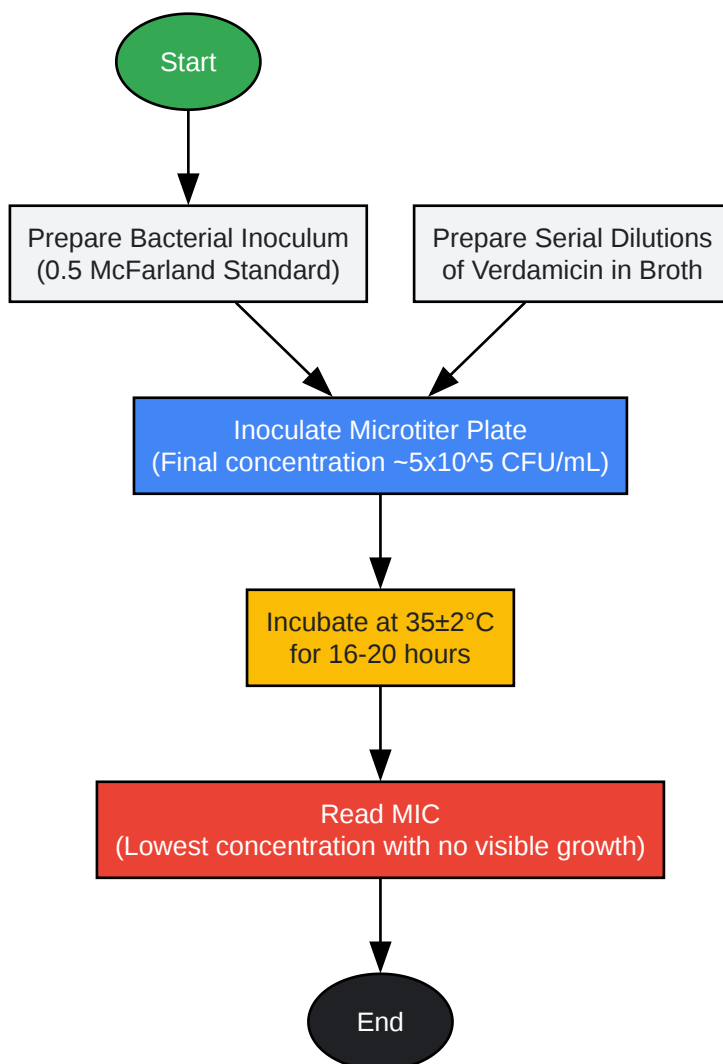 Start
Prepare Bacterial Inoculum
(0.5 McFarland Standard)
Prepare Serial Dilutions
of Verdamicin in Broth
Inoculate Microtiter Plate
(Final concentration ~5x10^5 CFU/mL)
Incubate at 35±2°C
for 16-20 hours
Read MIC
(Lowest concentration with no visible growth)
End